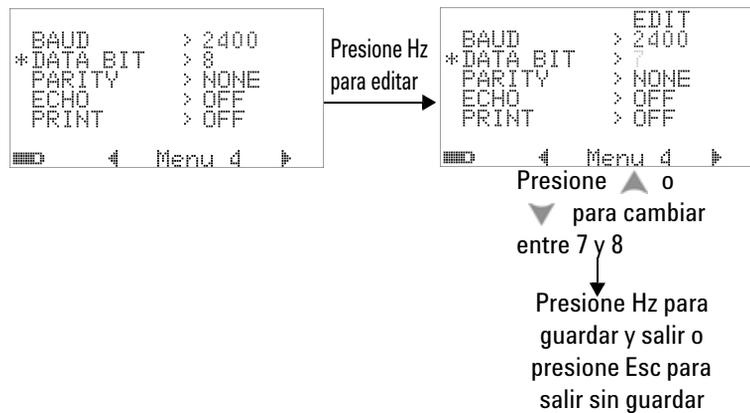 BAUD > 2400
*DATA BIT > 8
PARITY > NONE
ECHO > OFF
PRINT > OFF
Menu 4
Presione Hz
para editar
EDIT
BAUD > 2400
*DATA BIT > 7
PARITY > NONE
ECHO > OFF
PRINT > OFF
Menu 4
Presione o
para cambiar
entre 7 y 8
Presione Hz para
guardar y salir o
presione Esc para
salir sin guardar